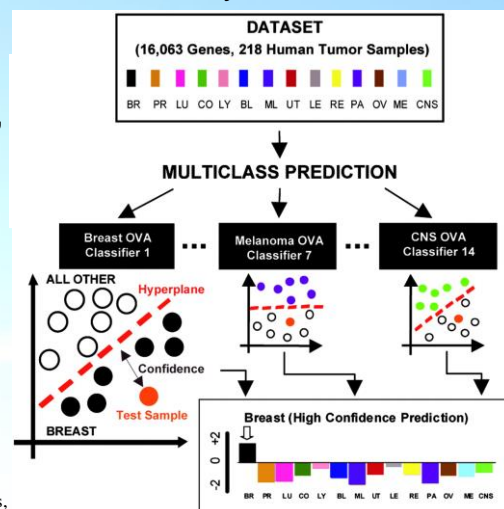 DATASET
(16,063 Genes, 218 Human Tumor Samples)
BR PR LU CO LY BL ML UT LE RE PA OV ME CNS
MULTICLASS PREDICTION
Breast OVA
Classifier 1
...
Melanoma OVA
Classifier 7
...
CNS OVA
Classifier 14
ALL OTHER
Hyperplane
Confidence
Test Sample
BREAST
Breast (High Confidence Prediction)
+2
0
-2
BR PR LU CO LY BL ML UT LE RE PA OV ME CNS